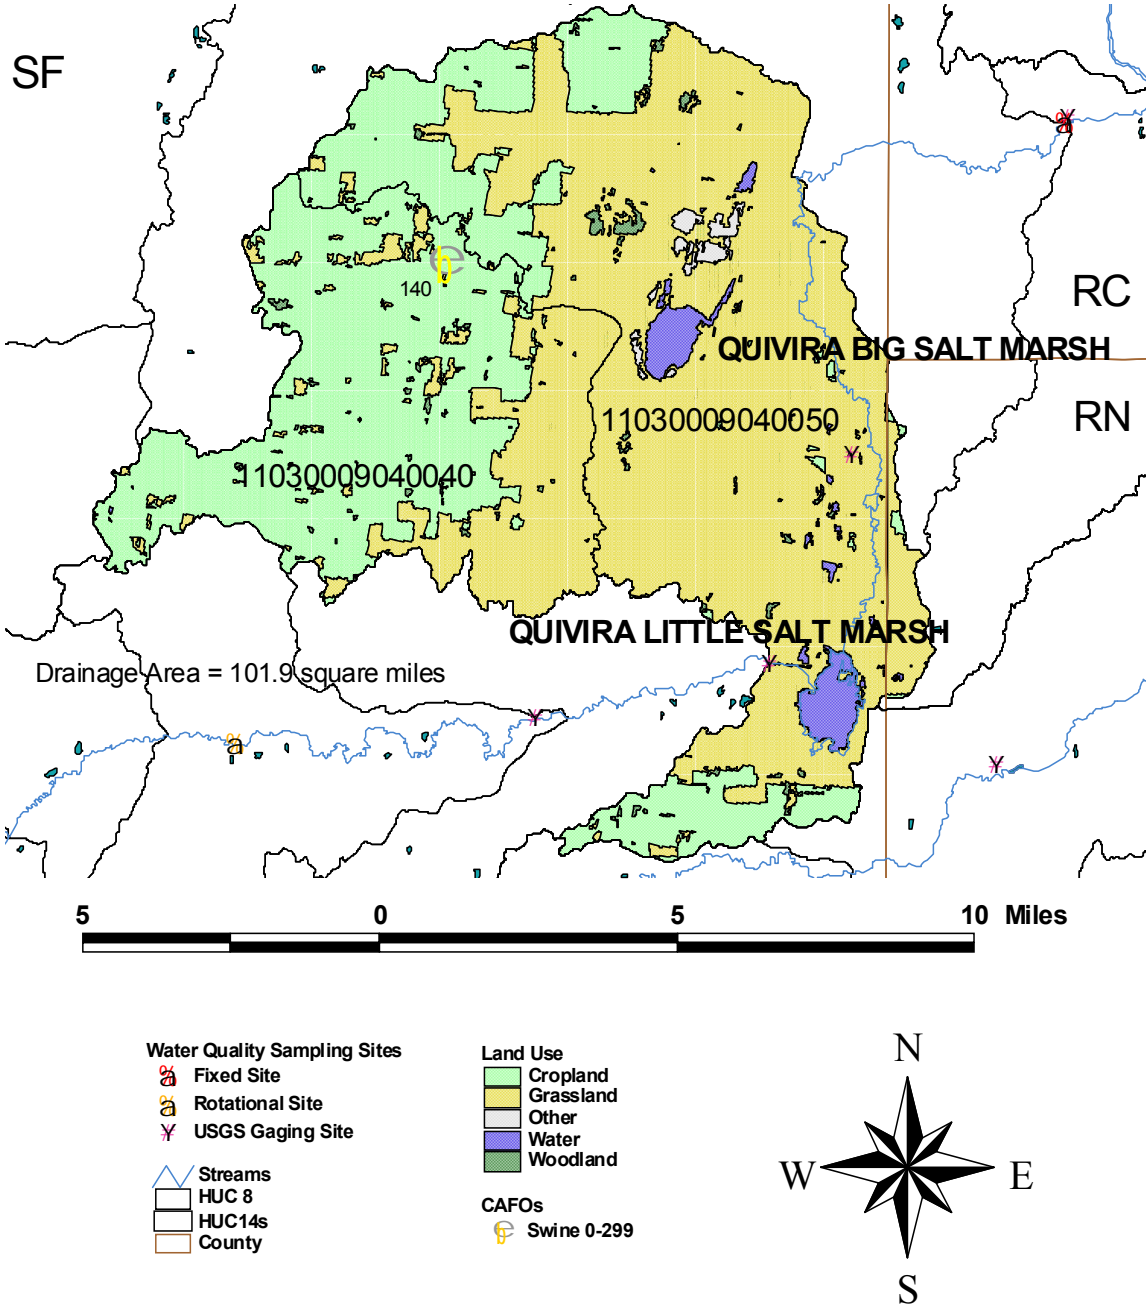 SF
RC
140
QUIVIRA BIG SALT MARSH
11030009040050
RN
11030009040040
QUIVIRA LITTLE SALT MARSH
Drainage Area = 101.9 square miles
5 0 5 10 Miles
Water Quality Sampling Sites
Fixed Site
Rotational Site
USGS Gaging Site
Streams
HUC 8
HUC14s
County
Land Use
Cropland
Grassland
Other
Water
Woodland
CAFOs
Swine 0-299
N
W E
S